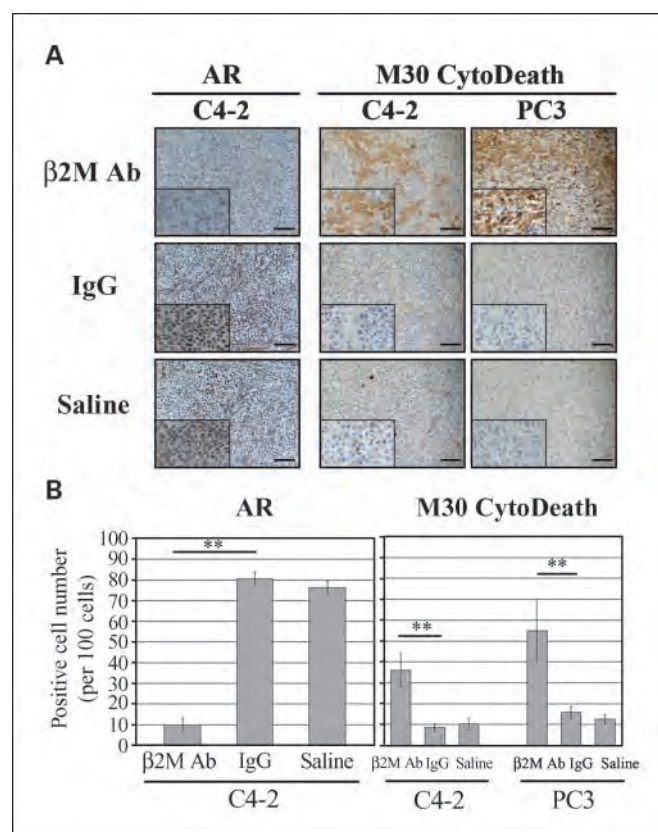 A
AR M30 CytoDeath
C4-2 C4-2 PC3
β2M Ab
IgG
Saline
B
AR M30 CytoDeath
Positive cell number
(per 100 cells)
100
90
80
70
60
50
40
30
20
10
0
** ** **
β2M Ab IgG Saline β2M Ab IgG Saline β2M Ab IgG Saline
C4-2 C4-2 PC3